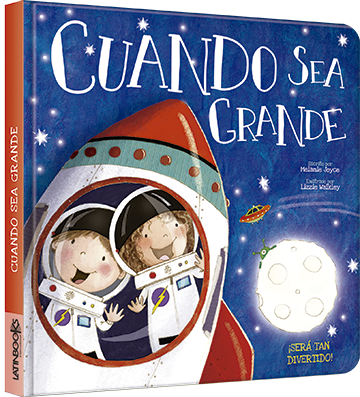 CUANDO SEA
GRANDE
Escrito por
Melanie Joyce
Ilustrado por
Lizzie Walkley
¡SERÁ TAN
DIVERTIDO!
CUANDO SEA GRANDE
LATINBOOKS